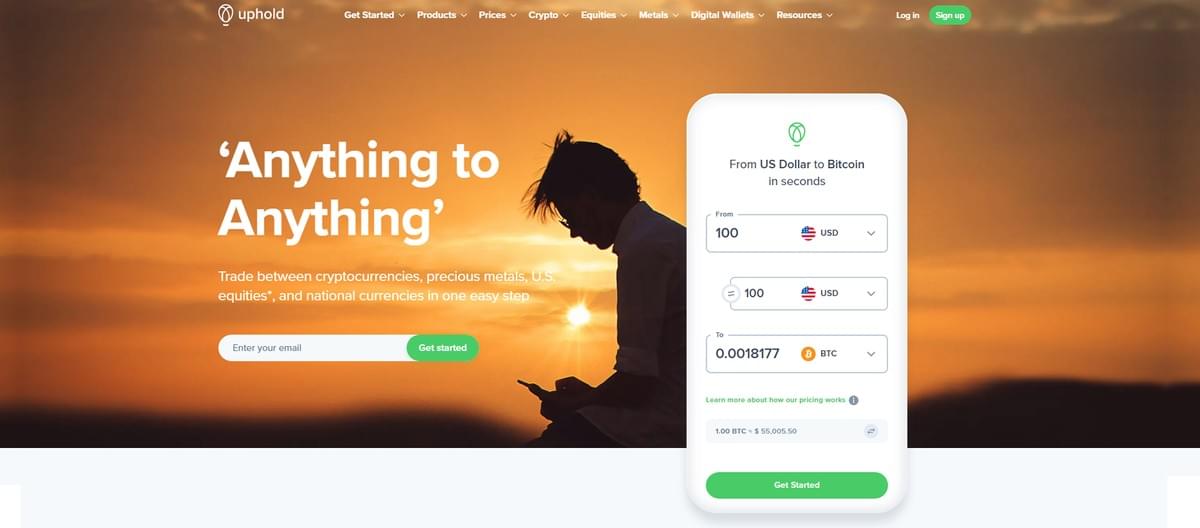 uphold
Get Started Products Prices Crypto Equities Metals Digital Wallets Resources Log in Sign up
‘Anything to
Anything’
Trade between cryptocurrencies, precious metals, U.S.
equities*, and national currencies in one easy step
Enter your email Get started
From US Dollar to Bitcoin
in seconds
From
100 USD
100 USD
To
0.0018177 BTC
Learn more about how our pricing works i
1.00 BTC ≈ $ 55,005.50
Get Started